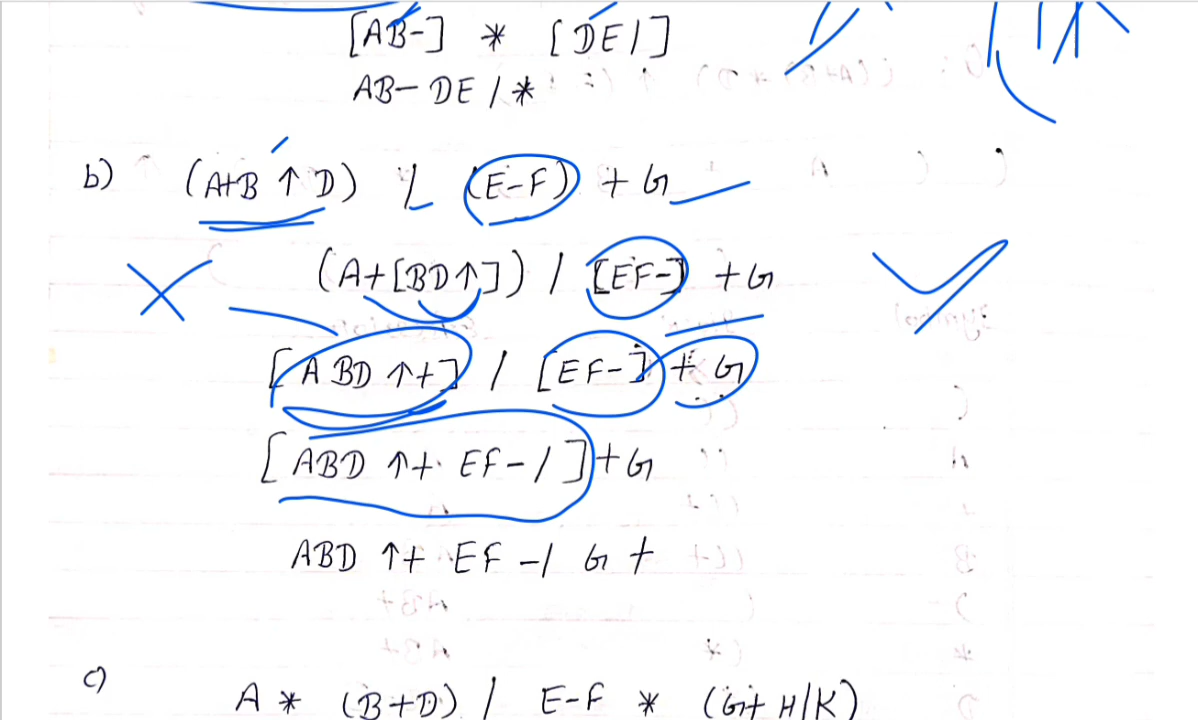 [AB-] * [DE/]
AB- DE / *
b) (A+B ↑ D) / (E-F) + G
(A+[BD↑]) / [EF-] + G
[ABD ↑+] / [EF-] + G
[ABD ↑+ EF-/] + G
ABD ↑+ EF -/ G +
c) A * (B+D) / E-F * (G+H/K)